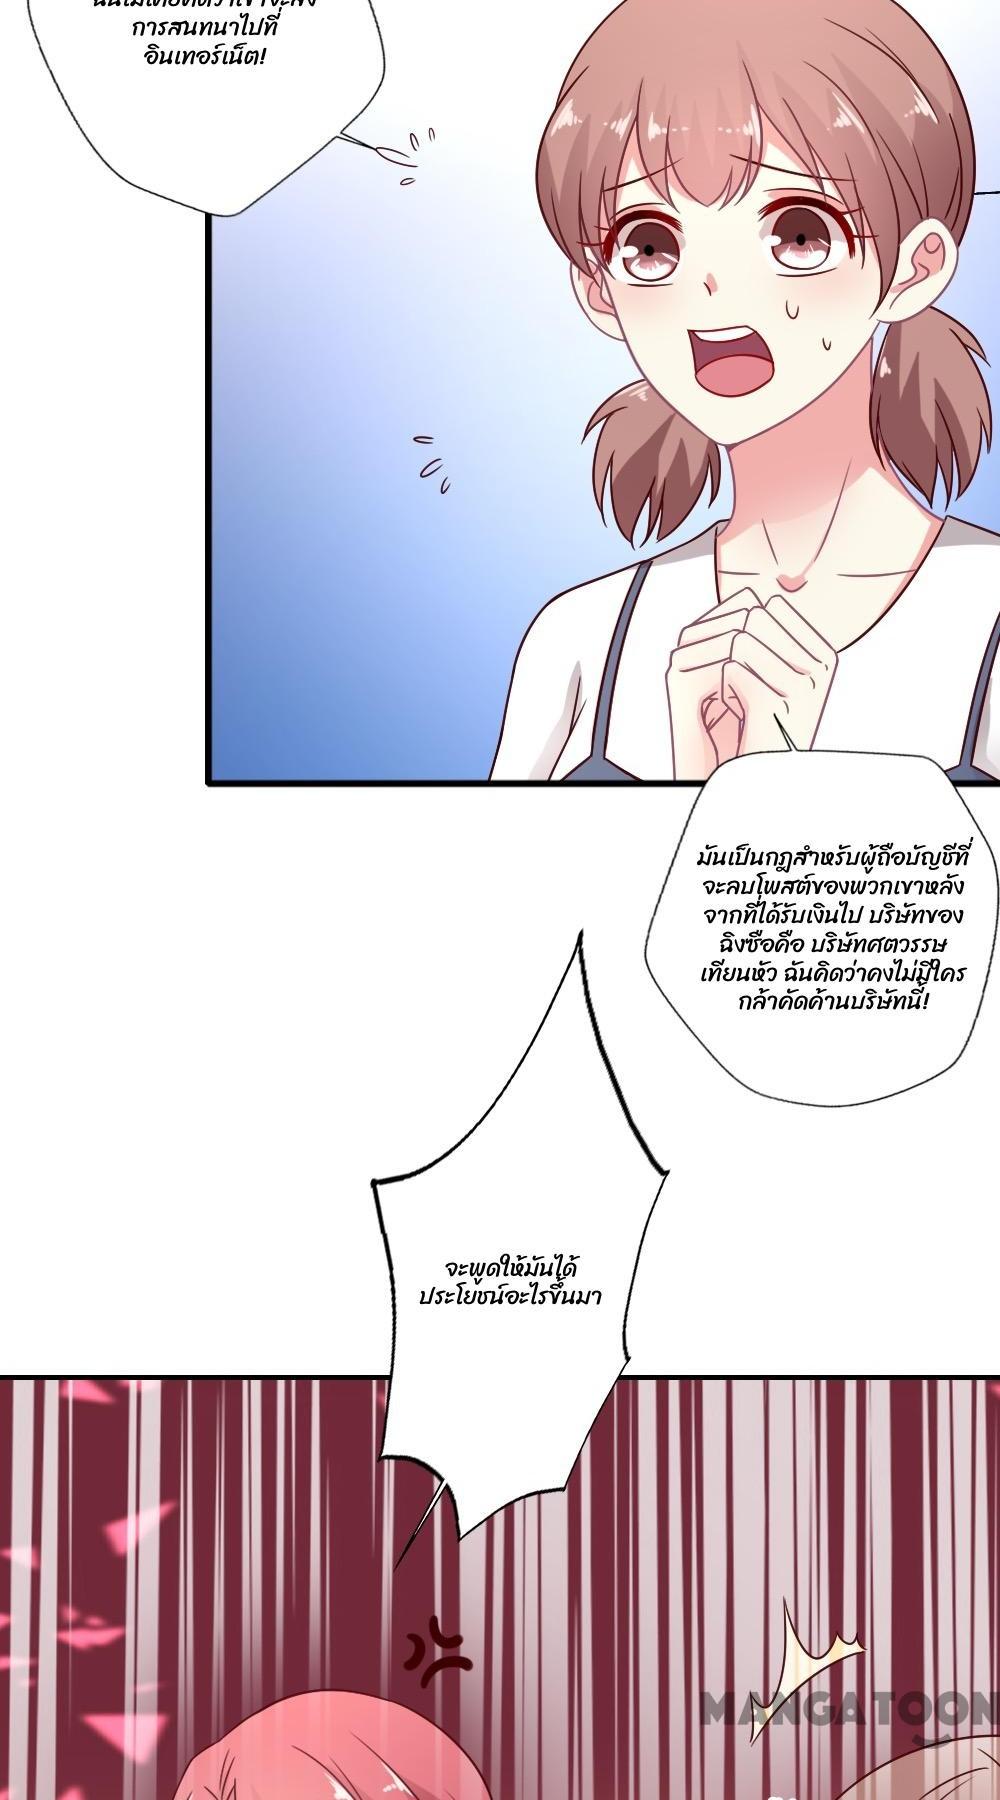 การสนทนาไปที่
อินเทอร์เน็ต!
มันเป็นกฎสำหรับผู้ถือบัญชีที่
จะลบโพสต์ของพวกเขาหลัง
จากที่ได้รับเงินไป บริษัทของ
ฉิงซือคือ บริษัทศตวรรษ
เทียนหัว ฉันคิดว่าคงไม่มีใคร
กล้าคัดค้านบริษัทนี้!
จะพูดให้มันได้
ประโยชน์อะไรขึ้นมา
MANGATOON